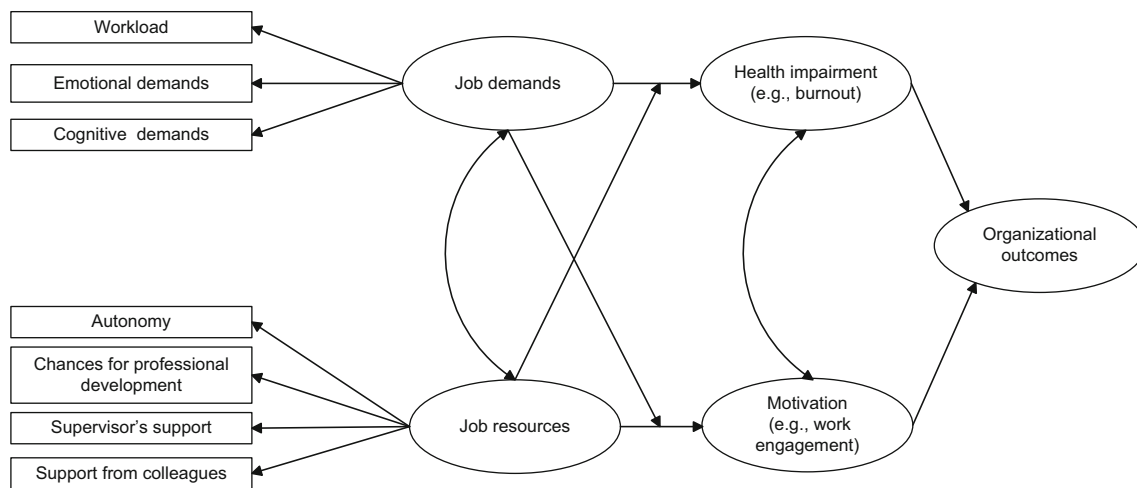 Workload
Emotional demands
Cognitive demands
Job demands
Health impairment
(e.g., burnout)
Organizational
outcomes
Autonomy
Chances for professional
development
Supervisor's support
Support from colleagues
Job resources
Motivation
(e.g., work
engagement)